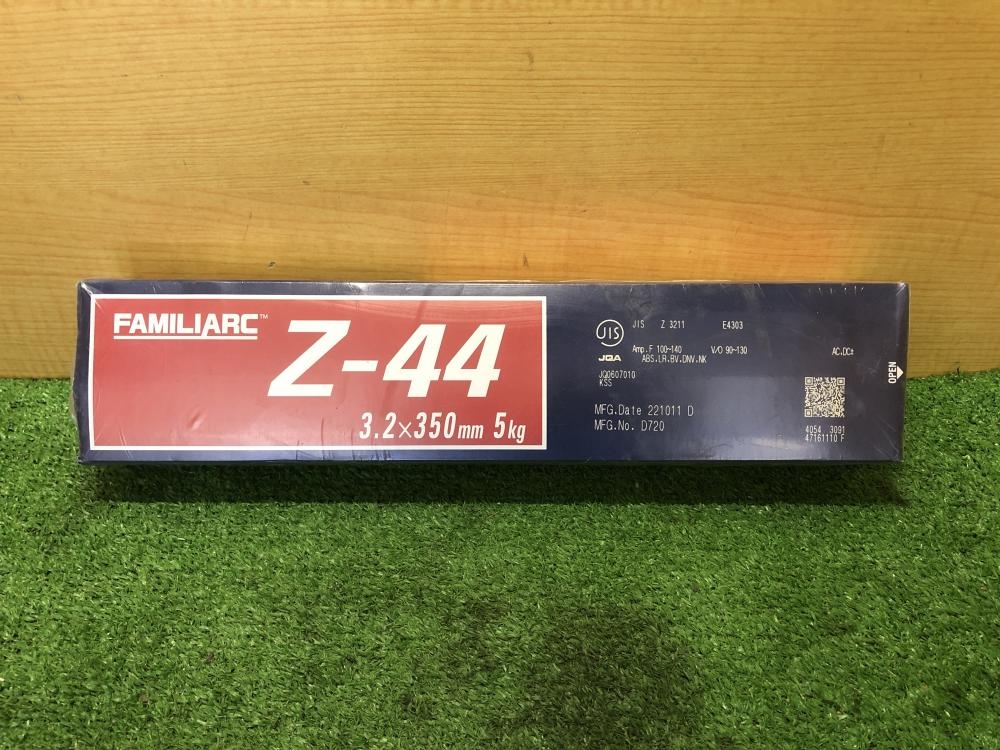 FAMILIARC™
Z-44
3.2×350mm 5kg
JIS
JQA
JIS Z 3211 E4303
Amp.F 100~140 V/O 90~130 AC,DC±
ABS.LR.BV.DNV.NK
JQ0607010
KSS
MFG.Date 221011 D
MFG.No. D720
4054 3091
47161110 F
OPEN